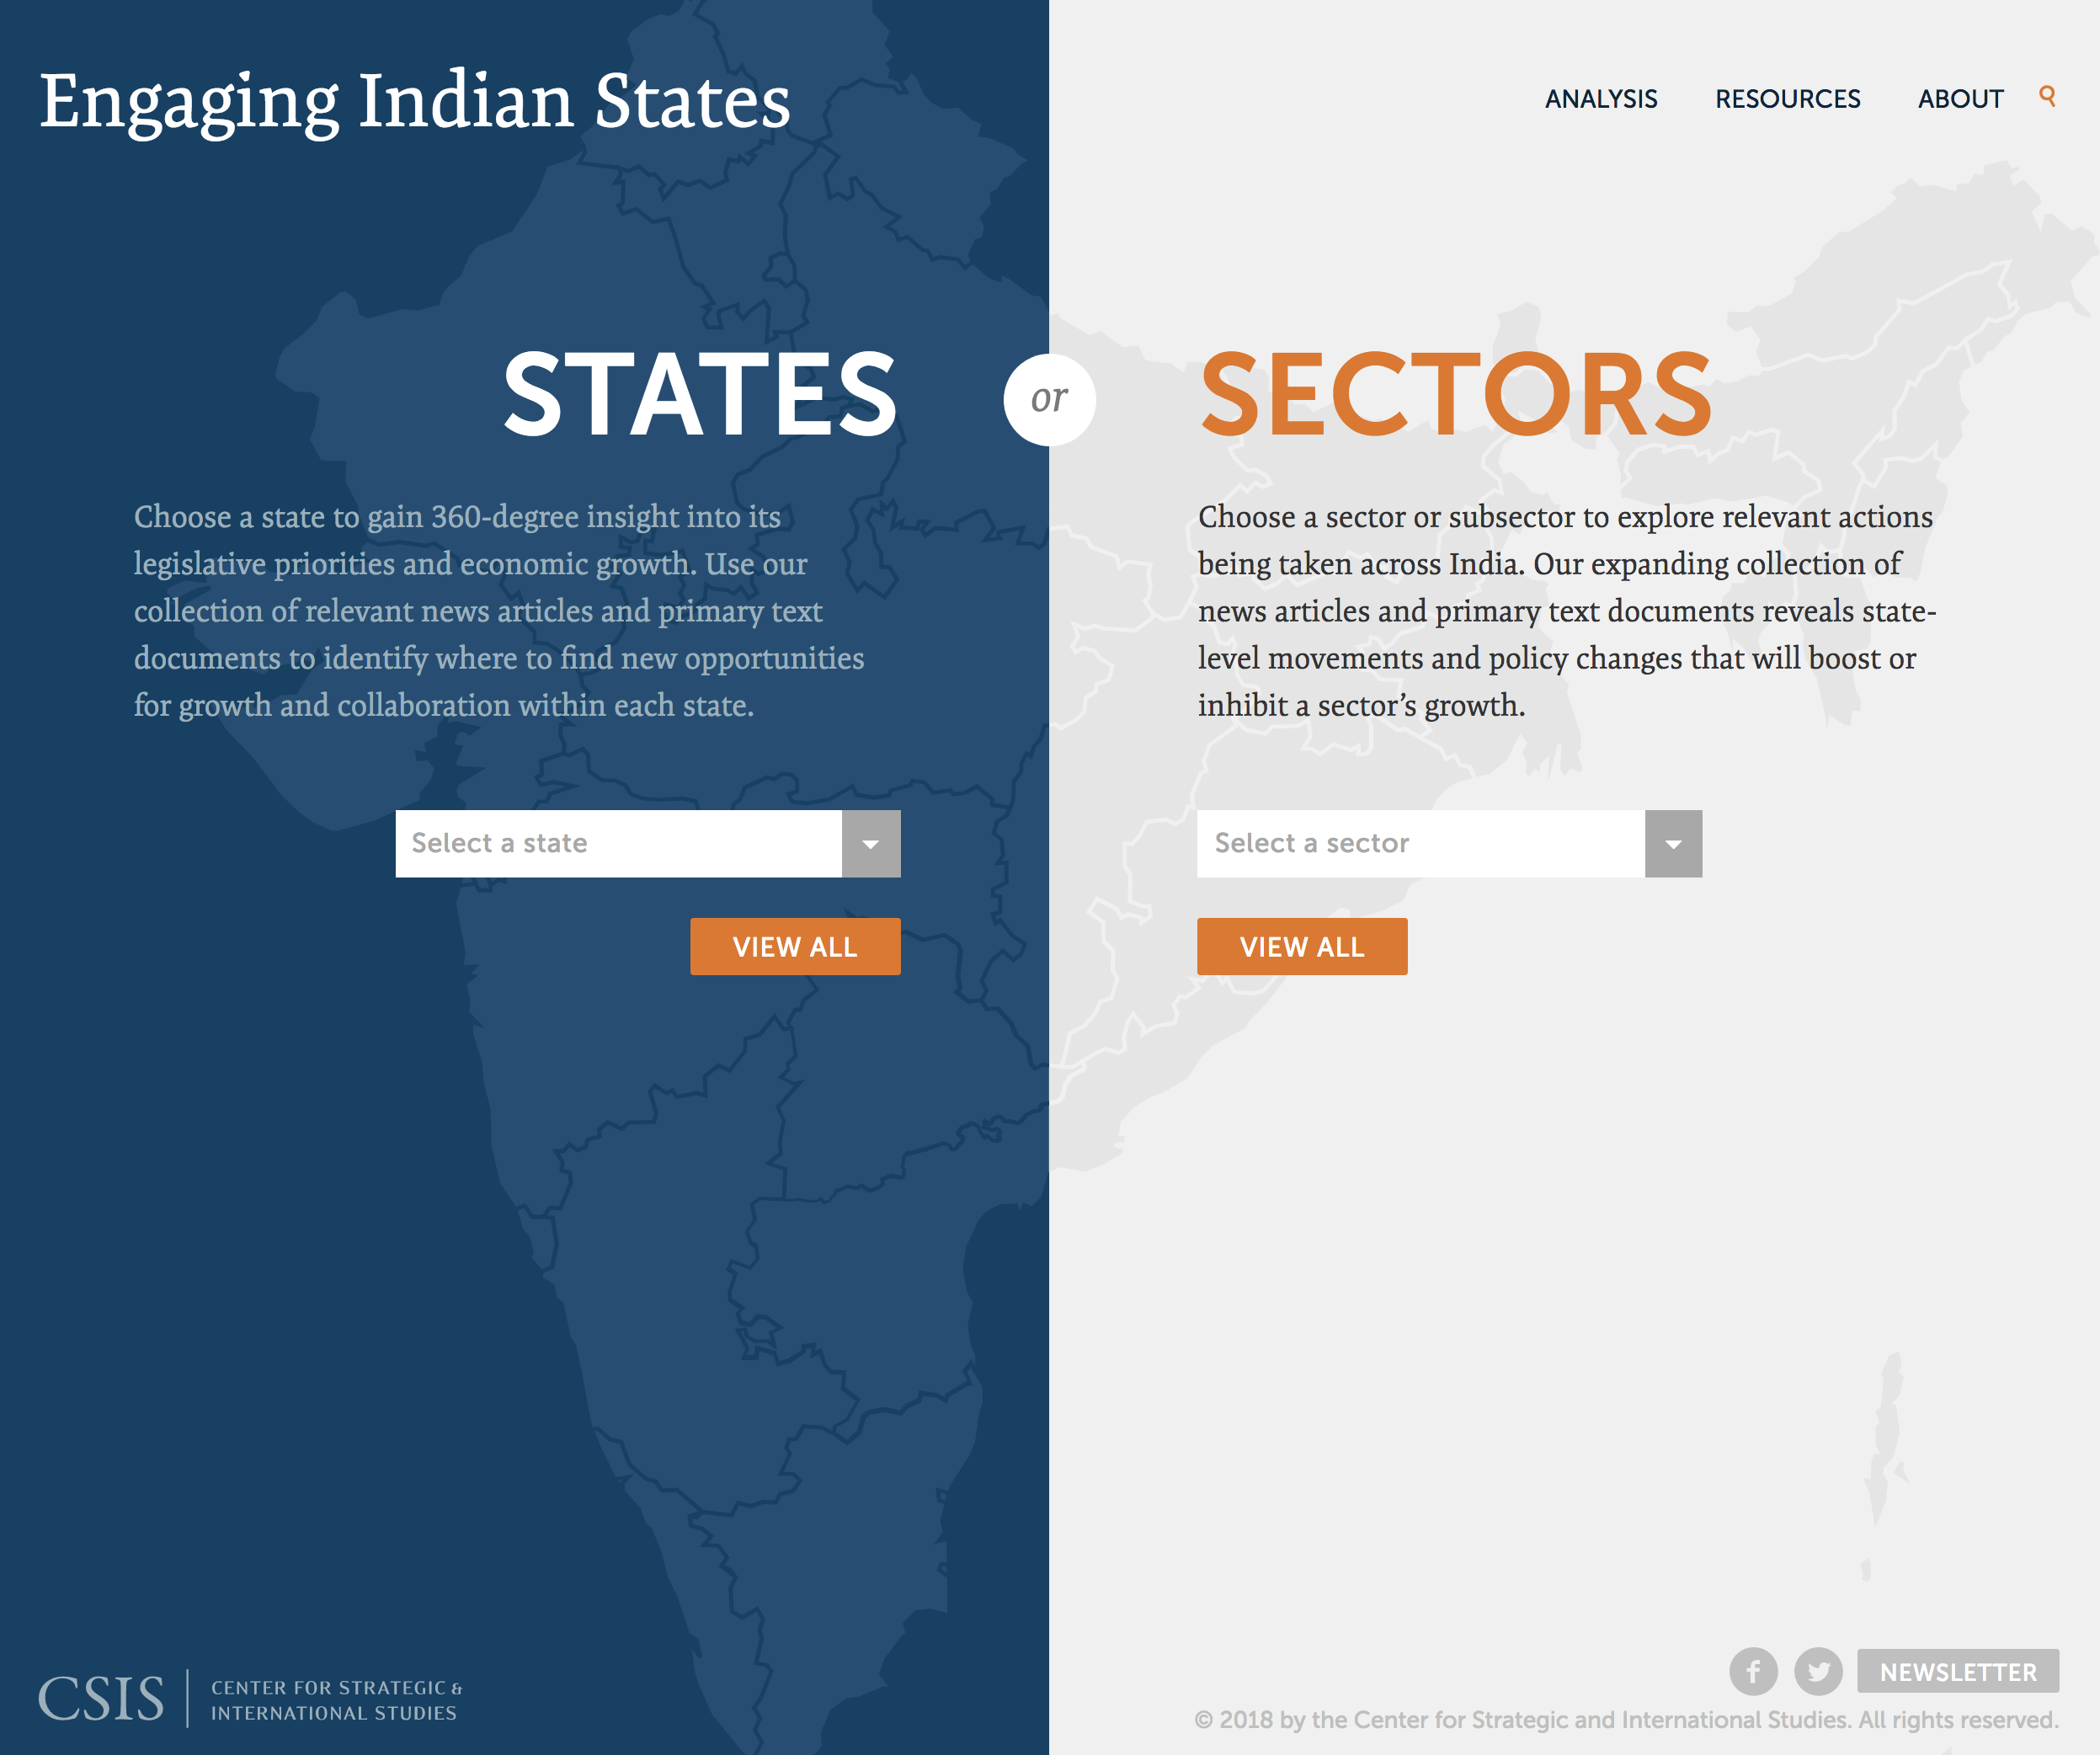 Engaging Indian States
ANALYSIS RESOURCES ABOUT
STATES
or
SECTORS
Choose a state to gain 360-degree insight into its
legislative priorities and economic growth. Use our
collection of relevant news articles and primary text
documents to identify where to find new opportunities
for growth and collaboration within each state.
Select a state
VIEW ALL
Choose a sector or subsector to explore relevant actions
being taken across India. Our expanding collection of
news articles and primary text documents reveals state-
level movements and policy changes that will boost or
inhibit a sector’s growth.
Select a sector
VIEW ALL
CSIS
CENTER FOR STRATEGIC &
INTERNATIONAL STUDIES
NEWSLETTER
© 2018 by the Center for Strategic and International Studies. All rights reserved.